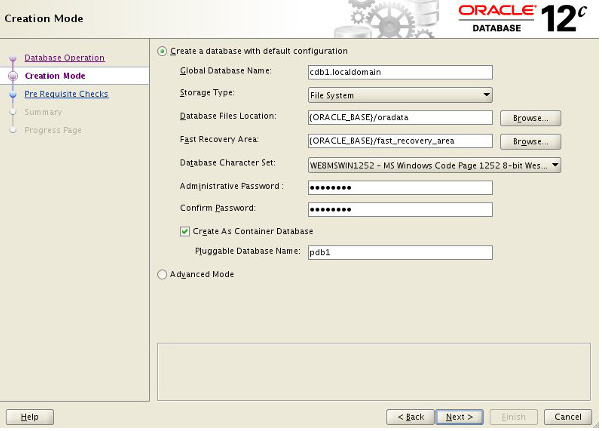 Creation Mode
ORACLE
DATABASE 12c
Database Operation
Creation Mode
Pre Requisite Checks
Summary
Progress Page
Create a database with default configuration
Global Database Name: cdb1.localdomain
Storage Type: File System
Database Files Location: {ORACLE_BASE}/oradata Browse...
Fast Recovery Area: {ORACLE_BASE}/fast_recovery_area Browse...
Database Character Set: WE8MSWIN1252 - MS Windows Code Page 1252 8-bit Wes...
Administrative Password : ●●●●●●●●
Confirm Password: ●●●●●●●●
Create As Container Database
Pluggable Database Name: pdb1
Advanced Mode
Help < Back Next > Finish Cancel